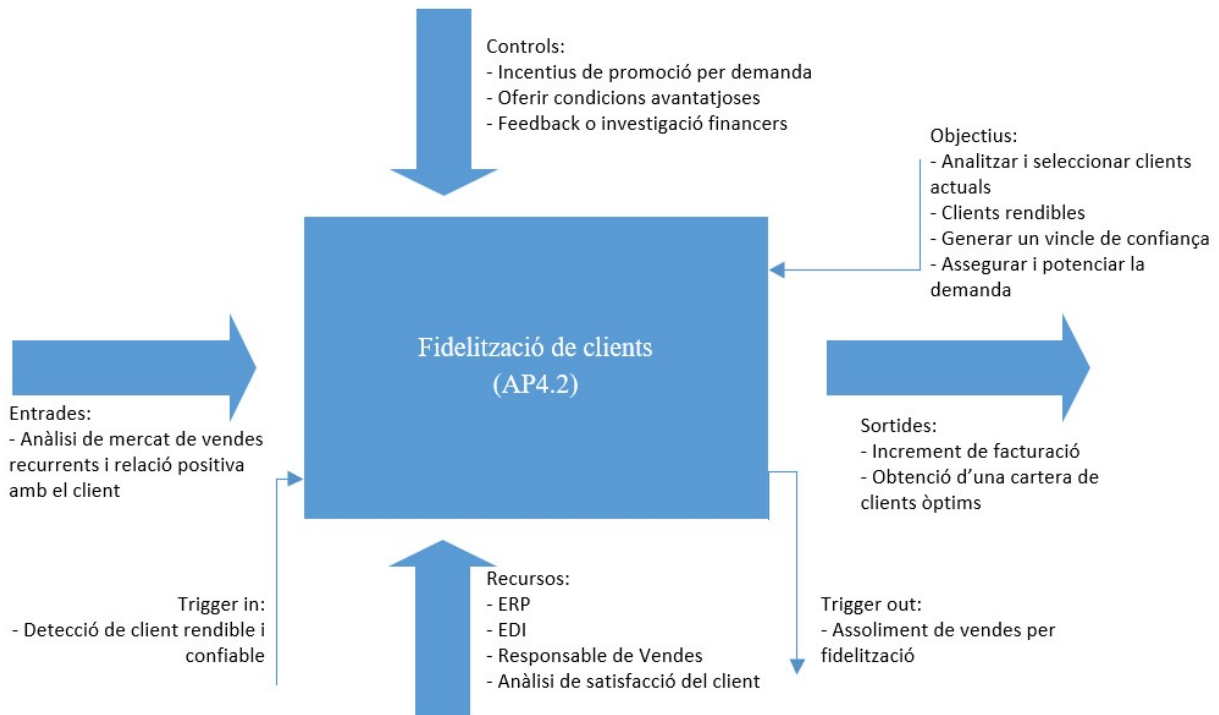 Controls:
- Incentius de promoció per demanda
- Oferir condicions avantatjoses
- Feedback o investigació financers
Objectius:
- Analitzar i seleccionar clients
actuals
- Clients rendibles
- Generar un vincle de confiança
- Assegurar i potenciar la
demanda
Fidelització de clients
(AP4.2)
Entrades:
- Anàlisi de mercat de vendes
recurrents i relació positiva
amb el client
Sortides:
- Increment de facturació
- Obtenció d’una cartera de
clients òptims
Trigger in:
- Detecció de client rendible i
confiable
Recursos:
- ERP
- EDI
- Responsable de Vendes
- Anàlisi de satisfacció del client
Trigger out:
- Assoliment de vendes per
fidelització